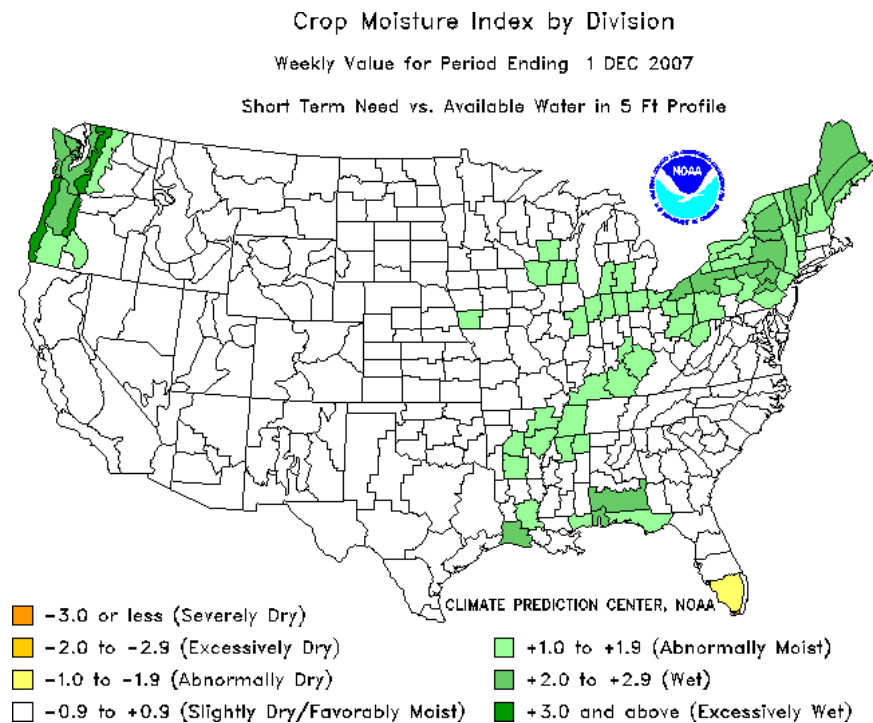 Crop Moisture Index by Division
Weekly Value for Period Ending 1 DEC 2007
Short Term Need vs. Available Water in 5 Ft Profile
NOAA
CLIMATE PREDICTION CENTER, NOAA
-3.0 or less (Severely Dry)
-2.0 to -2.9 (Excessively Dry)
-1.0 to -1.9 (Abnormally Dry)
-0.9 to +0.9 (Slightly Dry/Favorably Moist)
+1.0 to +1.9 (Abnormally Moist)
+2.0 to +2.9 (Wet)
+3.0 and above (Excessively Wet)